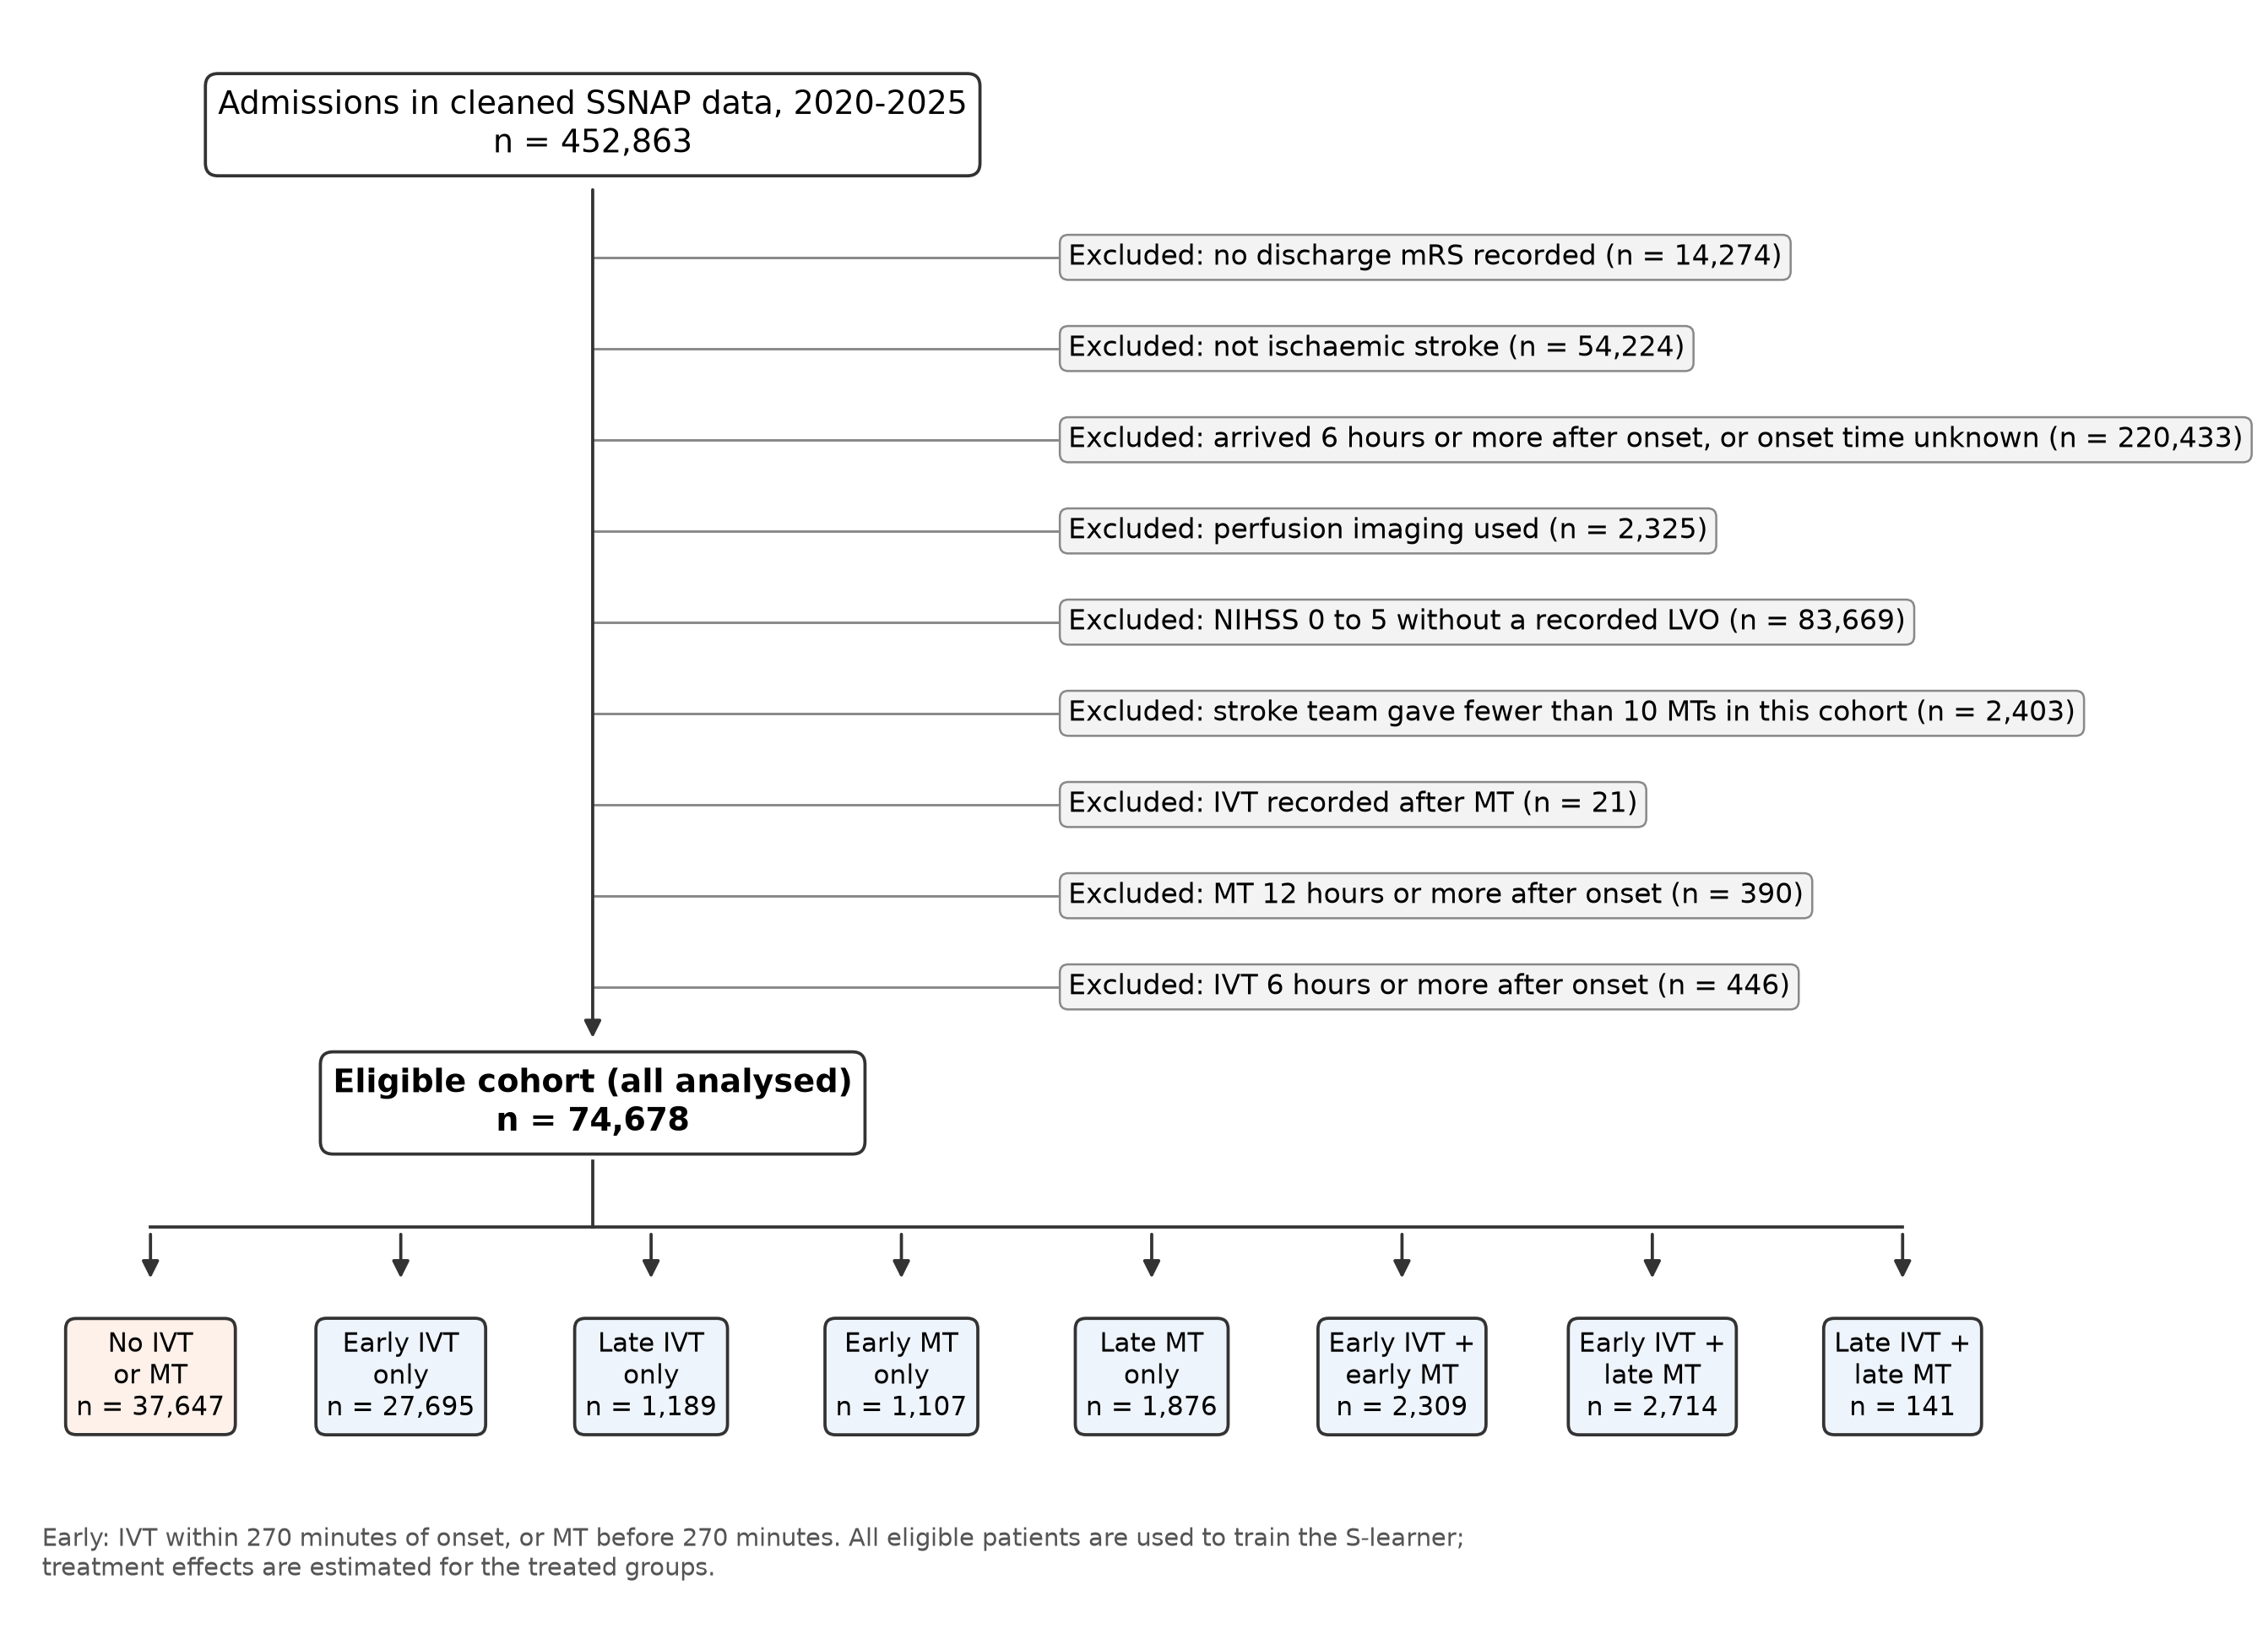 Admissions in cleaned SSNAP data, 2020-2025
n = 452,863
Excluded: no discharge mRS recorded (n = 14,274)
Excluded: not ischaemic stroke (n = 54,224)
Excluded: arrived 6 hours or more after onset, or onset time unknown (n = 220,433)
Excluded: perfusion imaging used (n = 2,325)
Excluded: NIHSS 0 to 5 without a recorded LVO (n = 83,669)
Excluded: stroke team gave fewer than 10 MTs in this cohort (n = 2,403)
Excluded: IVT recorded after MT (n = 21)
Excluded: MT 12 hours or more after onset (n = 390)
Excluded: IVT 6 hours or more after onset (n = 446)
Eligible cohort (all analysed)
n = 74,678
No IVT
or MT
n = 37,647
Early IVT
only
n = 27,695
Late IVT
only
n = 1,189
Early MT
only
n = 1,107
Late MT
only
n = 1,876
Early IVT +
early MT
n = 2,309
Early IVT +
late MT
n = 2,714
Late IVT +
late MT
n = 141
Early: IVT within 270 minutes of onset, or MT before 270 minutes. All eligible patients are used to train the S-learner;
treatment effects are estimated for the treated groups.